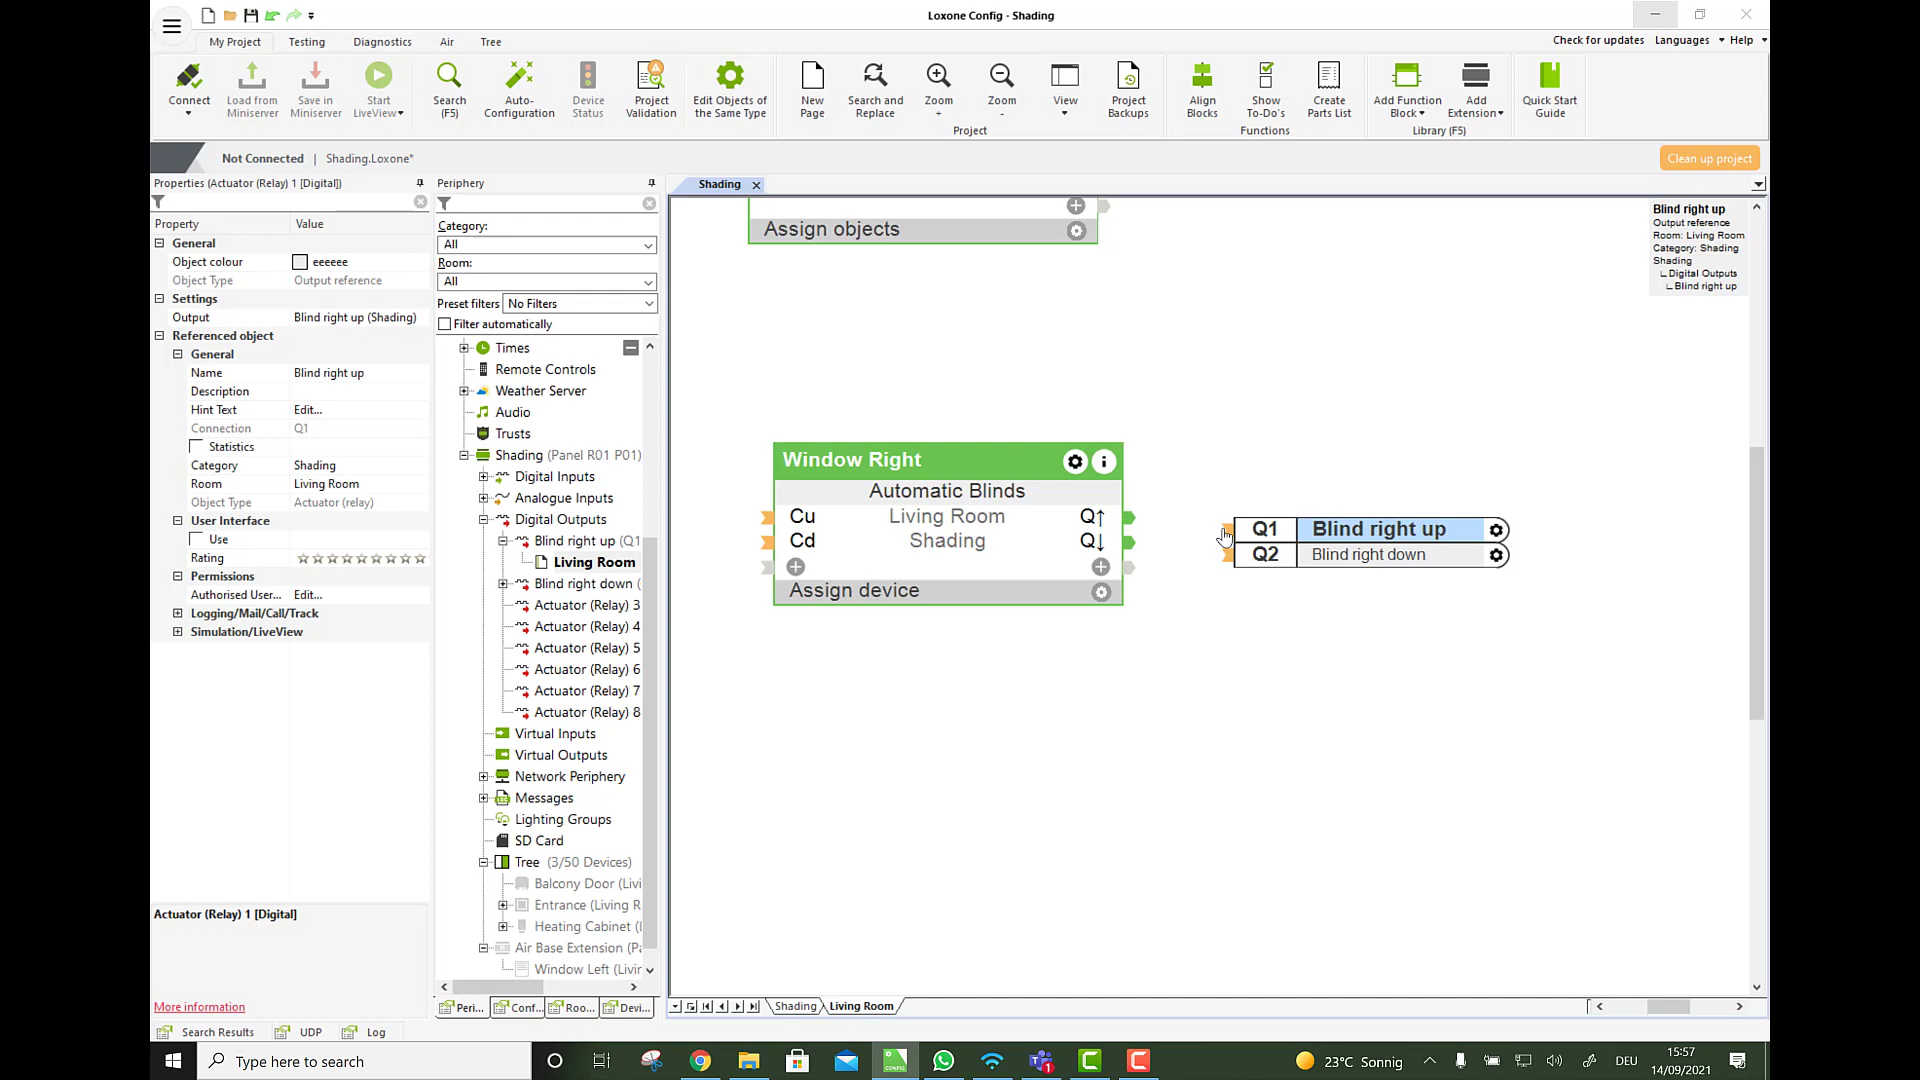 Loxone Config - Shading
My Project
Testing
Diagnostics
Air
Tree
Check for updates
Languages
Help
Connect
Load from Miniserver
Save in Miniserver
Start LiveView
Search (F5)
Auto-Configuration
Device Status
Project Validation
Edit Objects of the Same Type
New Page
Search and Replace
Zoom +
Zoom -
View
Project Backups
Align Blocks
Show To-Do's
Create Parts List
Add Function Block
Add Extension
Quick Start Guide
Project
Functions
Library (F5)
Not Connected
Shading.Loxone*
Clean up project
Properties (Actuator (Relay) 1 [Digital])
Property Value
General
Object colour eeeeee
Object Type Output reference
Settings
Output Blind right up (Shading)
Referenced object
General
Name Blind right up
Description
Hint Text Edit...
Connection Q1
Statistics
Category Shading
Room Living Room
Object Type Actuator (relay)
User Interface
Use
Rating
Permissions
Authorised User... Edit...
Logging/Mail/Call/Track
Simulation/LiveView
Actuator (Relay) 1 [Digital]
More information
Periphery
Category:
All
Room:
All
Preset filters No Filters
Filter automatically
Times
Remote Controls
Weather Server
Audio
Trusts
Shading (Panel R01 P01)
Digital Inputs
Analogue Inputs
Digital Outputs
Blind right up (Q1
Living Room
Blind right down (
Actuator (Relay) 3
Actuator (Relay) 4
Actuator (Relay) 5
Actuator (Relay) 6
Actuator (Relay) 7
Actuator (Relay) 8
Virtual Inputs
Virtual Outputs
Network Periphery
Messages
Lighting Groups
SD Card
Tree (3/50 Devices)
Balcony Door (Livi
Entrance (Living R
Heating Cabinet (l
Air Base Extension (Pa
Window Left (Livir
Peri...
Conf...
Roo...
Devi...
Shading
Assign objects
Window Right
Automatic Blinds
Cu Living Room Q↑
Cd Shading Q↓
Assign device
Q1 Blind right up
Q2 Blind right down
Blind right up
Output reference
Room: Living Room
Category: Shading
Shading
Digital Outputs
Blind right up
Shading
Living Room
Search Results
UDP
Log
Type here to search
CONFIG
1
23°C Sonnig
DEU
15:57
14/09/2021